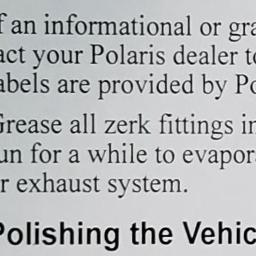 f an informational or gra
act your Polaris dealer to
abels are provided by Po
Grease all zerk fittings in
un for a while to evapora
r exhaust system.
Polishing the Vehic